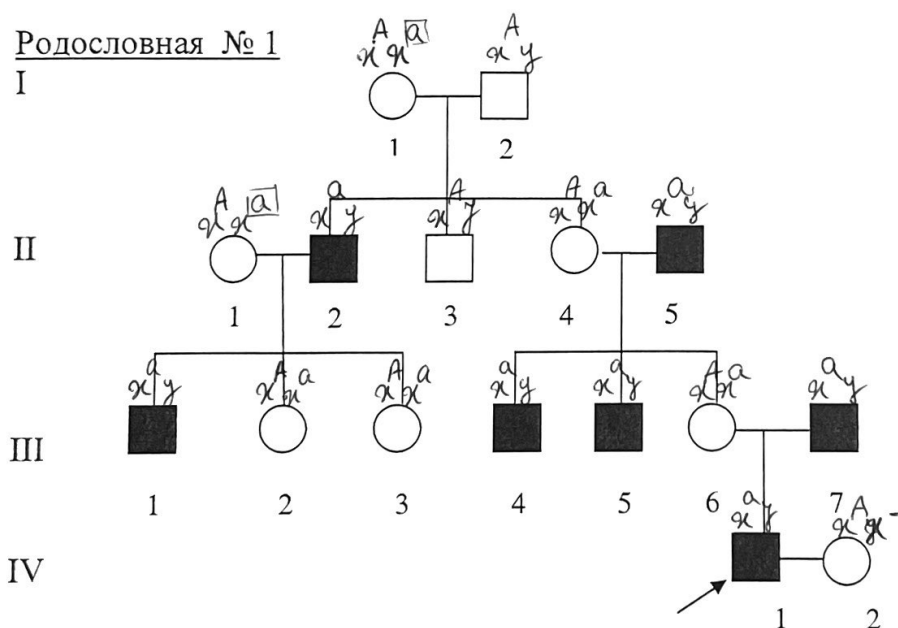 Родословная № 1
I
x^A x^a x^A y
1 2
x^A x^a x^a y x^A y x^A x^a x^a y
II
1 2 3 4 5
x^a y x^A x^a x^A x^a x^a y x^a y x^A x^a x^a y
III
1 2 3 4 5 6 7
x^a y x^A x^-
IV
1 2